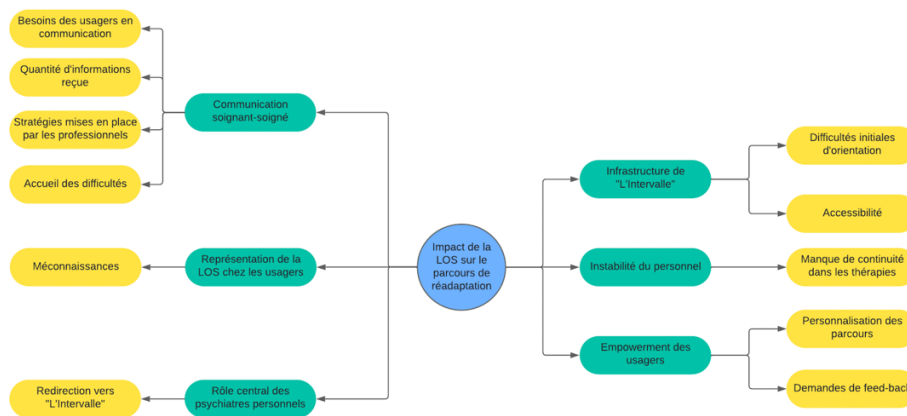 Besoins des usagers en
communication
Quantité d'informations
reçue
Stratégies mises en place
par les professionnels
Accueil des difficultés
Communication
soignant-soigné
Méconnaissances
Représentation de la
LOS chez les usagers
Redirection vers
"L'Intervalle"
Rôle central des
psychiatres personnels
Impact de la
LOS sur le
parcours de
réadaptation
Infrastructure de
"L'Intervalle"
Difficultés initiales
d'orientation
Accessibilité
Instabilité du personnel
Manque de continuité
dans les thérapies
Empowerment des
usagers
Personnalisation des
parcours
Demandes de feed-back